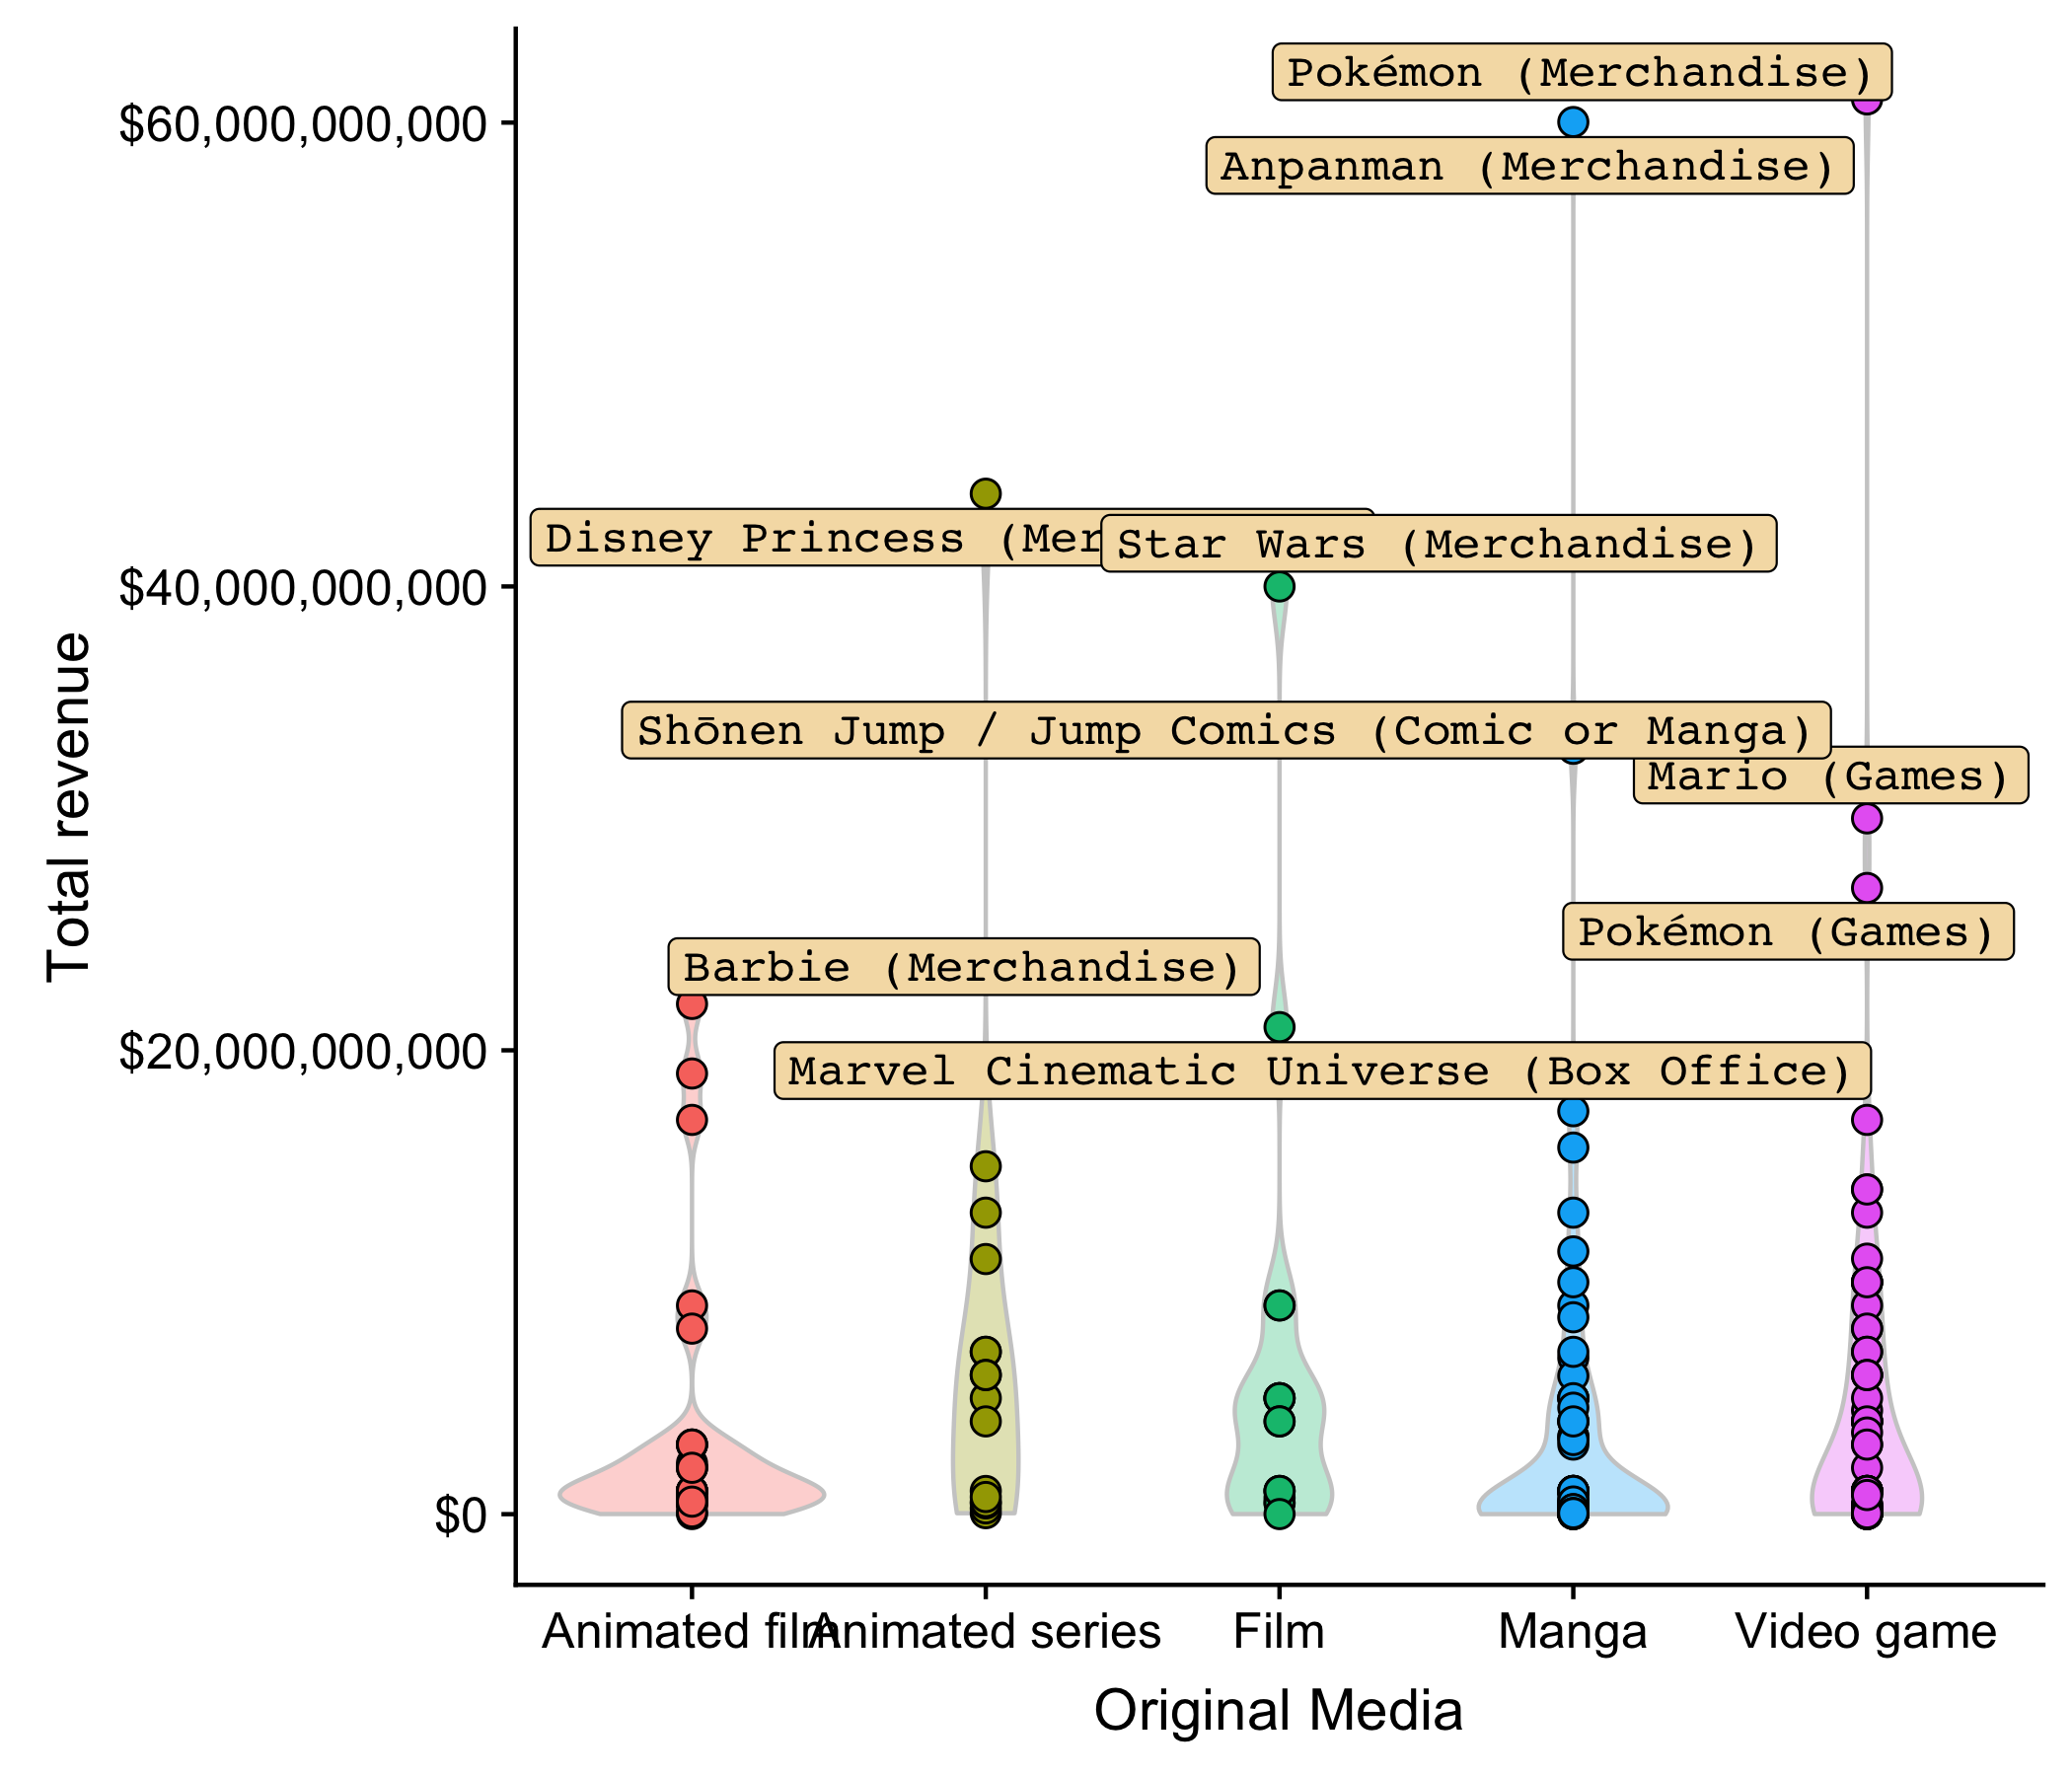 Pokémon (Merchandise)
$60,000,000,000
Anpanman (Merchandise)
Disney Princess (Mer
Star Wars (Merchandise)
$40,000,000,000
Shōnen Jump / Jump Comics (Comic or Manga)
Mario (Games)
Total revenue
Pokémon (Games)
Barbie (Merchandise)
$20,000,000,000
Marvel Cinematic Universe (Box Office)
$0
Animated film
Animated series
Film
Manga
Video game
Original Media